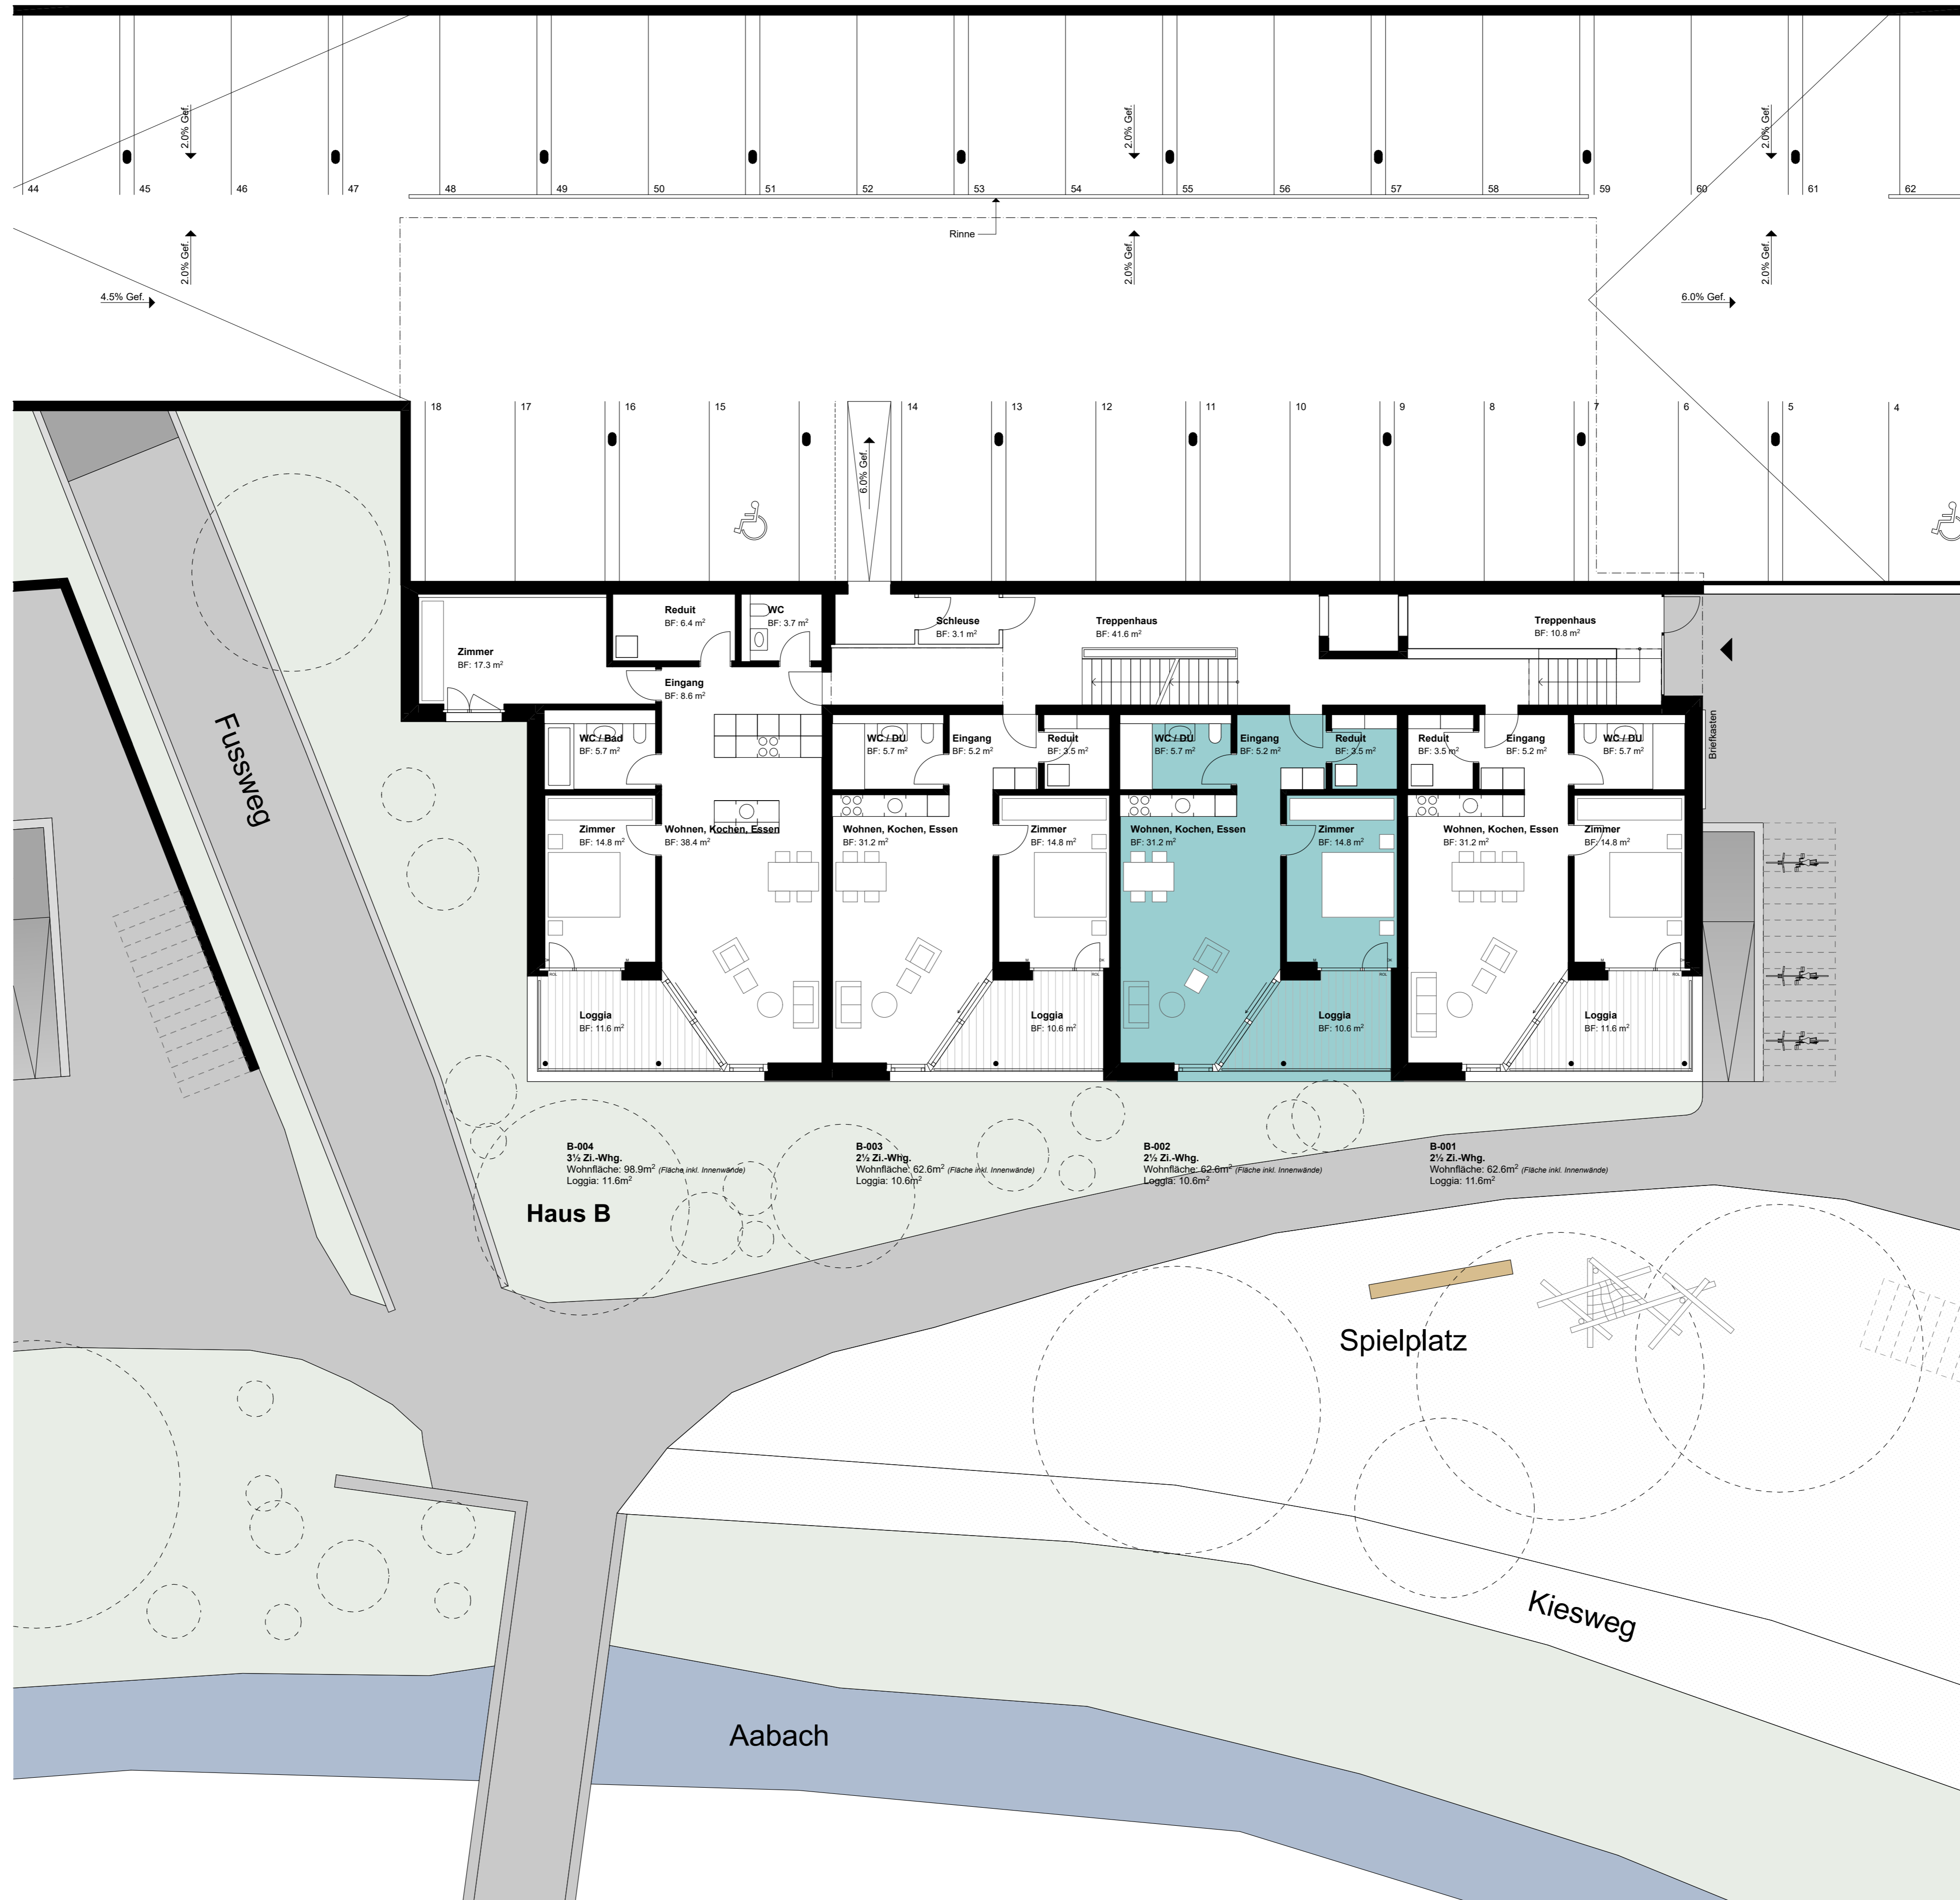 2.0% Gef.
2.0% Gef.
2.0% Gef.
44
45
46
47
48
49
50
51
52
53
54
55
56
57
58
59
60
61
62
Rinne
2.0% Gef.
2.0% Gef.
2.0% Gef.
4.5% Gef.
6.0% Gef.
18
17
16
15
14
13
12
11
10
9
8
7
6
5
4
6.0% Gef.
Reduit
BF: 6.4 m²
WC
BF: 3.7 m²
Schleuse
BF: 3.1 m²
Treppenhaus
BF: 41.6 m²
Treppenhaus
BF: 10.8 m²
Zimmer
BF: 17.3 m²
Eingang
BF: 8.6 m²
Fussweg
WC / Bad
BF: 5.7 m²
WC / DU
BF: 5.7 m²
Eingang
BF: 5.2 m²
Reduit
BF: 3.5 m²
WC / DU
BF: 5.7 m²
Eingang
BF: 5.2 m²
Reduit
BF: 3.5 m²
Reduit
BF: 3.5 m²
Eingang
BF: 5.2 m²
WC / DU
BF: 5.7 m²
Briefkasten
Zimmer
BF: 14.8 m²
Wohnen, Kochen, Essen
BF: 38.4 m²
Wohnen, Kochen, Essen
BF: 31.2 m²
Zimmer
BF: 14.8 m²
Wohnen, Kochen, Essen
BF: 31.2 m²
Zimmer
BF: 14.8 m²
Wohnen, Kochen, Essen
BF: 31.2 m²
Zimmer
BF: 14.8 m²
ROL
ROL
ROL
ROL
Loggia
BF: 11.6 m²
Loggia
BF: 10.6 m²
Loggia
BF: 10.6 m²
Loggia
BF: 11.6 m²
B-004
3½ Zi.-Whg.
Wohnfläche: 98.9m² (Fläche inkl. Innenwände)
Loggia: 11.6m²
B-003
2½ Zi.-Whg.
Wohnfläche: 62.6m² (Fläche inkl. Innenwände)
Loggia: 10.6m²
B-002
2½ Zi.-Whg.
Wohnfläche: 62.6m² (Fläche inkl. Innenwände)
Loggia: 10.6m²
B-001
2½ Zi.-Whg.
Wohnfläche: 62.6m² (Fläche inkl. Innenwände)
Loggia: 11.6m²
Haus B
Spielplatz
Kiesweg
Aabach